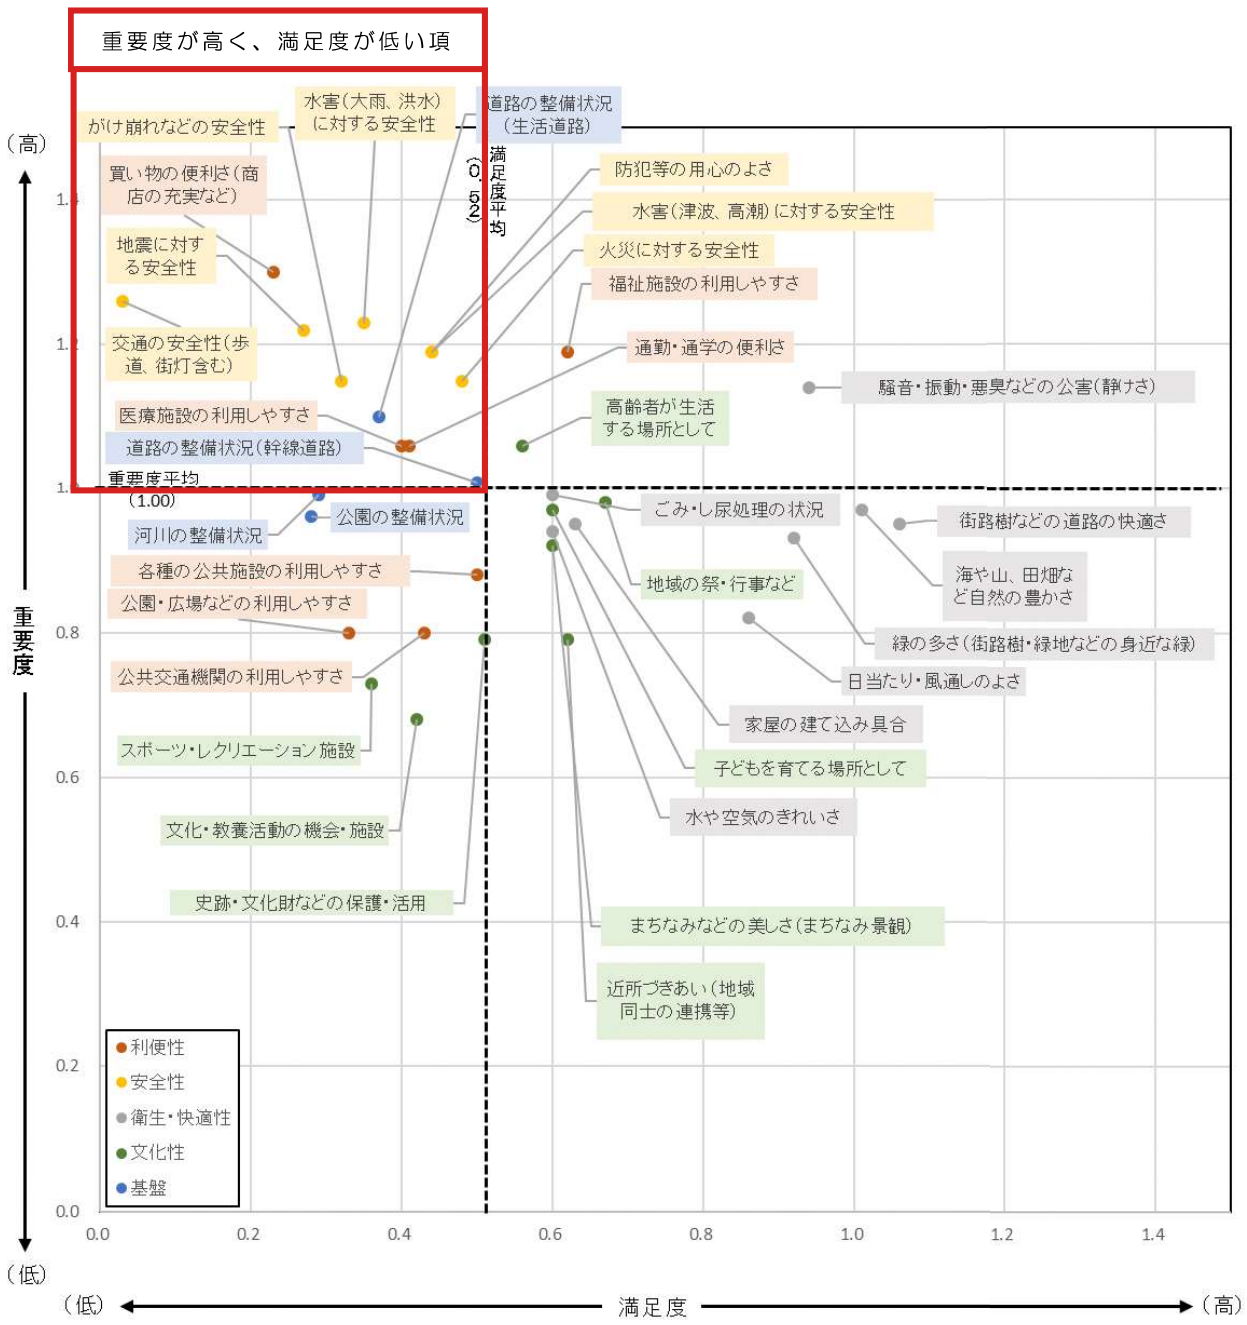 重要度が高く、満足度が低い項
水害(大雨、洪水)
に対する安全性
道路の整備状況
(生活道路)
がけ崩れなどの安全性
(高)
買い物の便利さ(商
店の充実など)
満足度平均
(0.52)
防犯等の用心のよさ
水害(津波、高潮)に対する安全性
地震に対す
る安全性
火災に対する安全性
福祉施設の利用しやすさ
交通の安全性(歩
道、街灯含む)
通勤・通学の便利さ
騒音・振動・悪臭などの公害(静けさ)
医療施設の利用しやすさ
高齢者が生活
する場所として
道路の整備状況(幹線道路)
重要度平均
(1.00)
河川の整備状況
公園の整備状況
ごみ・し尿処理の状況
街路樹などの道路の快適さ
各種の公共施設の利用しやすさ
地域の祭・行事など
海や山、田畑な
ど自然の豊かさ
公園・広場などの利用しやすさ
緑の多さ(街路樹・緑地などの身近な緑)
公共交通機関の利用しやすさ
日当たり・風通しのよさ
家屋の建て込み具合
スポーツ・レクリエーション施設
子どもを育てる場所として
水や空気のきれいさ
文化・教養活動の機会・施設
史跡・文化財などの保護・活用
まちなみなどの美しさ(まちなみ景観)
近所づきあい(地域
同士の連携等)
重要度
1.4
1.2
1.0
0.8
0.6
0.4
0.2
0.0
利便性
安全性
衛生・快適性
文化性
基盤
0.0 0.2 0.4 0.6 0.8 1.0 1.2 1.4
(低)
(低) 満足度 (高)